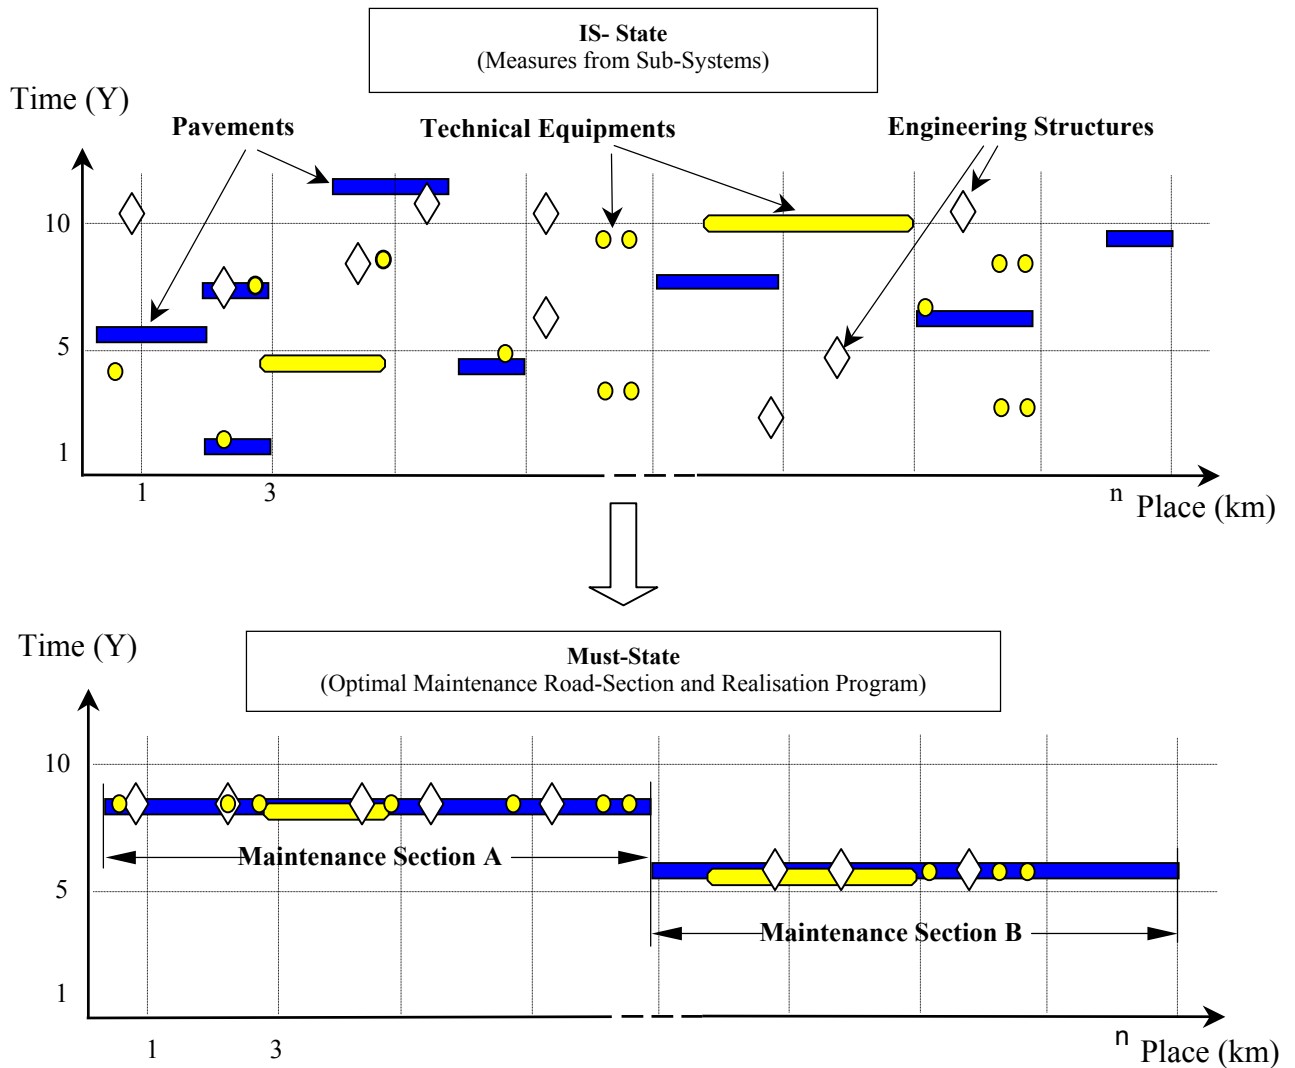 IS- State
(Measures from Sub-Systems)
Time (Y)
Pavements
Technical Equipments
Engineering Structures
10
5
1
1
3
n
Place (km)
Must-State
(Optimal Maintenance Road-Section and Realisation Program)
Time (Y)
10
Maintenance Section A
5
Maintenance Section B
1
1
3
n
Place (km)